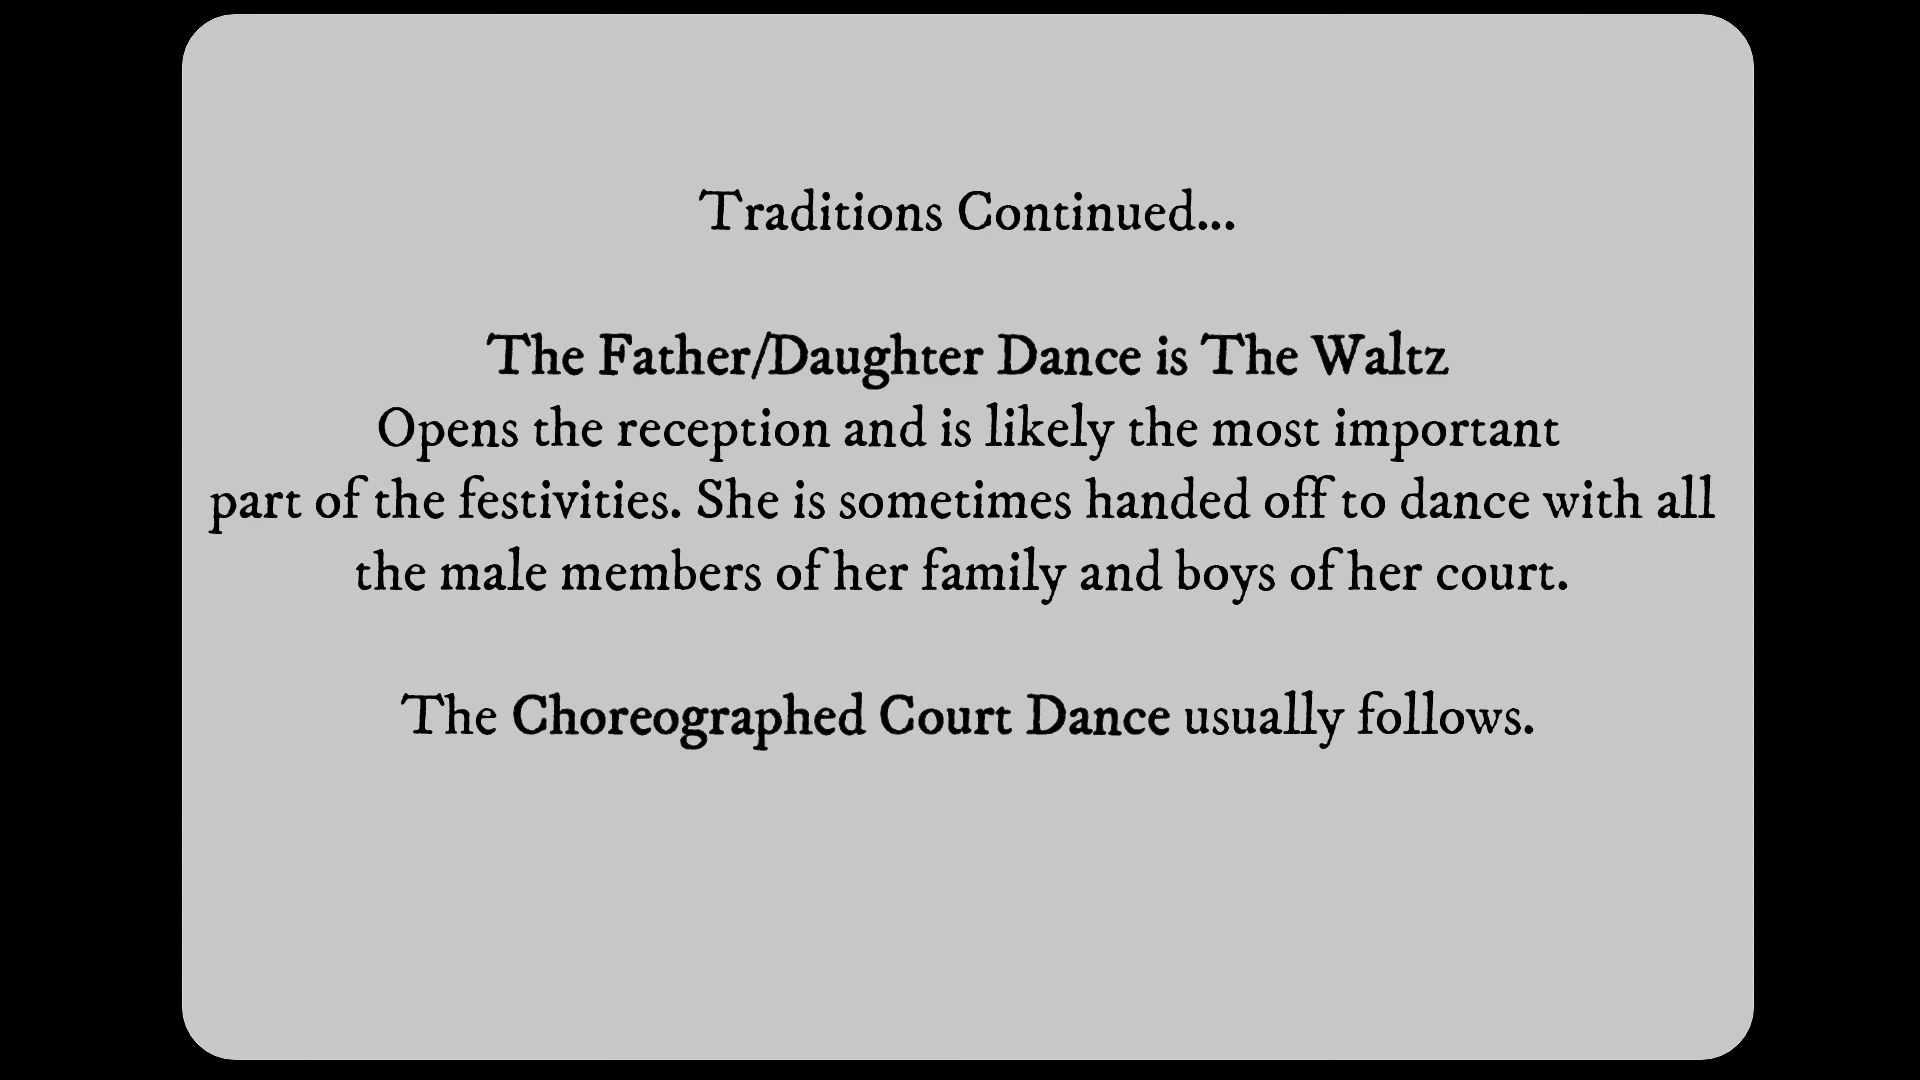 Traditions Continued...
The Father/Daughter Dance is The Waltz
Opens the reception and is likely the most important
part of the festivities. She is sometimes handed off to dance with all
the male members of her family and boys of her court.
The Choreographed Court Dance usually follows.